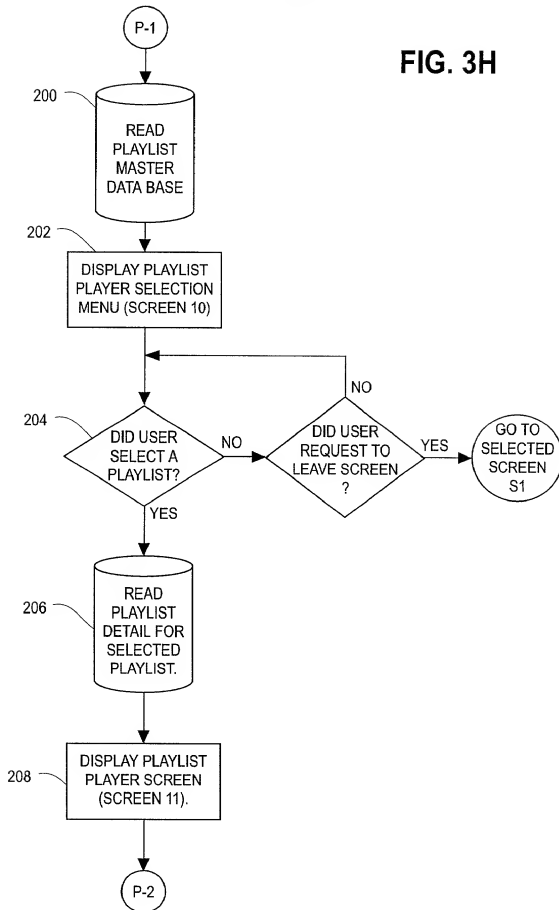 P-1
FIG. 3H
200
READ
PLAYLIST
MASTER
DATA BASE
202
DISPLAY PLAYLIST
PLAYER SELECTION
MENU (SCREEN 10)
NO
204
DID USER
SELECT A
PLAYLIST?
NO
DID USER
REQUEST TO
LEAVE SCREEN
?
YES
GO TO
SELECTED
SCREEN
S1
YES
206
READ
PLAYLIST
DETAIL FOR
SELECTED
PLAYLIST.
208
DISPLAY PLAYLIST
PLAYER SCREEN
(SCREEN 11).
P-2